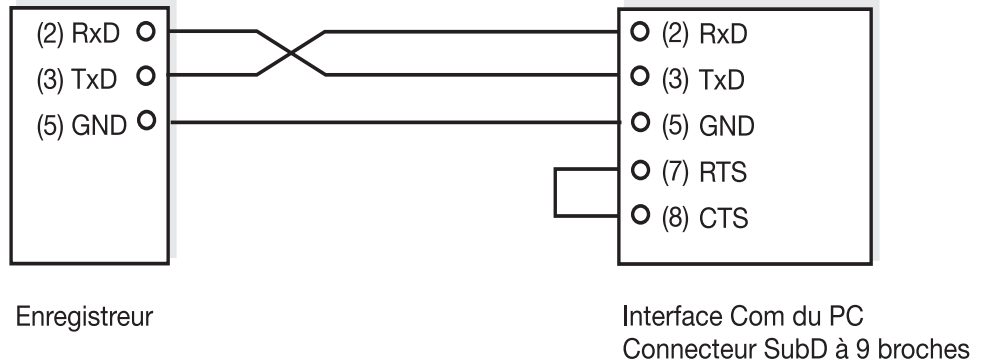 (2) RxD
(3) TxD
(5) GND
(2) RxD
(3) TxD
(5) GND
(7) RTS
(8) CTS
Enregistreur
Interface Com du PC
Connecteur SubD à 9 broches